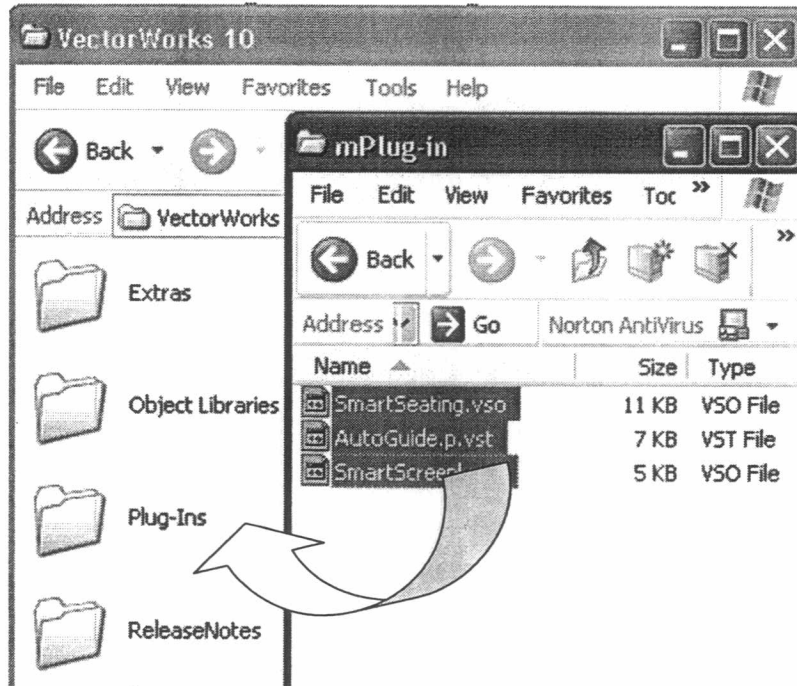 VectorWorks 10
File Edit View Favorites Tools Help
Back
Address VectorWorks
Extras
Object Libraries
Plug-Ins
ReleaseNotes
mPlug-in
File Edit View Favorites »
Back »
Address Go Norton AntiVirus
Name Size Type
SmartSeating.vso 11 KB VSO File
AutoGuide.p.vst 7 KB VST File
5 KB VSO File